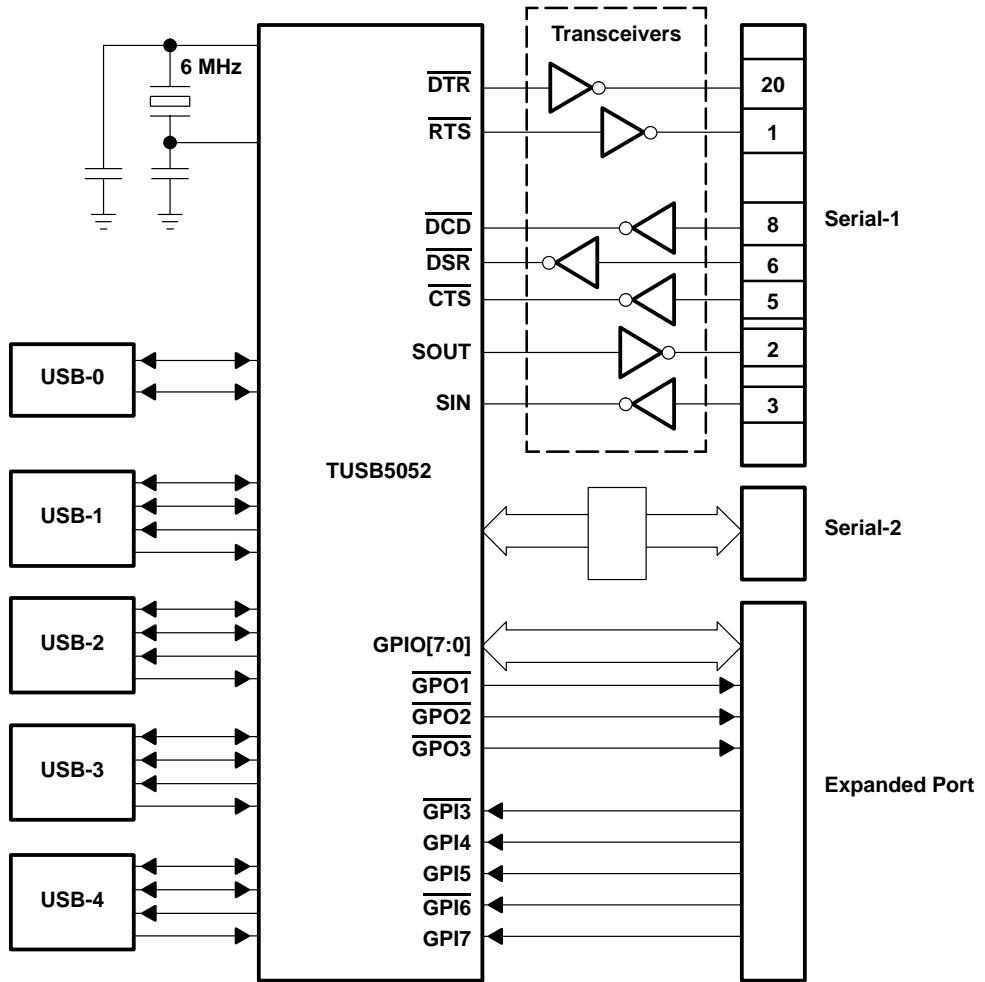 Transceivers
6 MHz
DTR
20
RTS
1
DCD
8
Serial-1
DSR
6
CTS
5
SOUT
2
USB-0
SIN
3
TUSB5052
USB-1
Serial-2
USB-2
GPIO[7:0]
GPO1
GPO2
GPO3
USB-3
Expanded Port
GPI3
GPI4
GPI5
USB-4
GPI6
GPI7